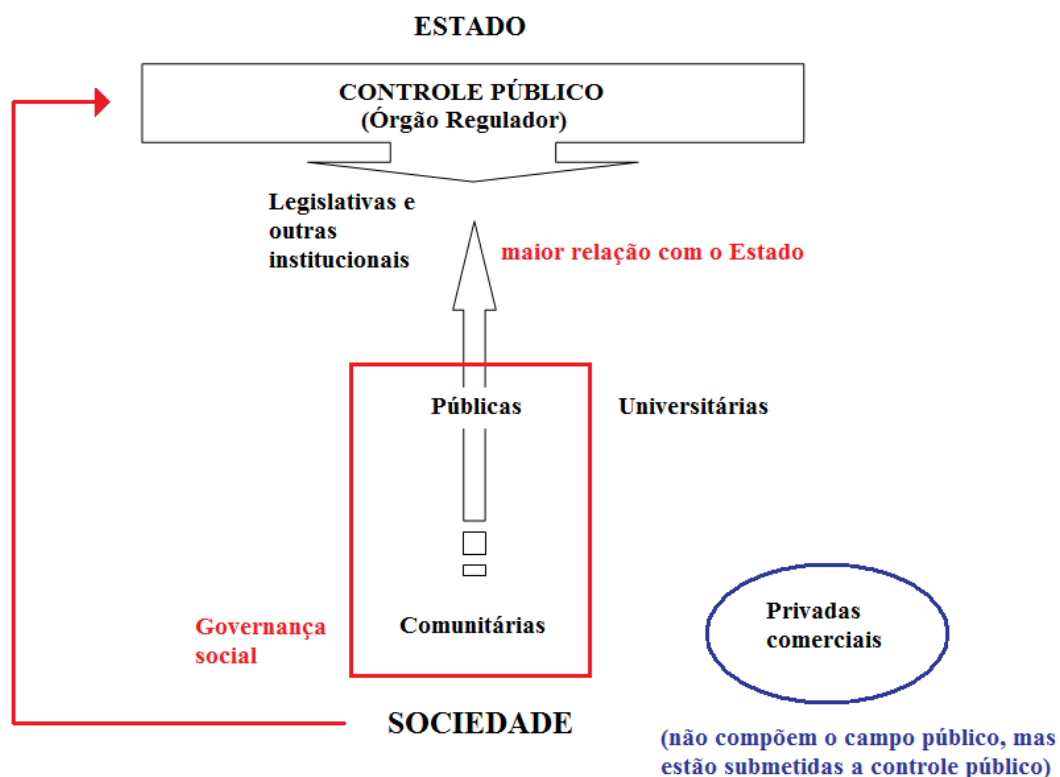 ESTADO
CONTROLE PÚBLICO
(Órgão Regulador)
Legislativas e
outras
institucionais
maior relação com o Estado
Públicas
Universitárias
Governança
social
Comunitárias
Privadas
comerciais
SOCIEDADE
(não compõem o campo público, mas
estão submetidas a controle público)